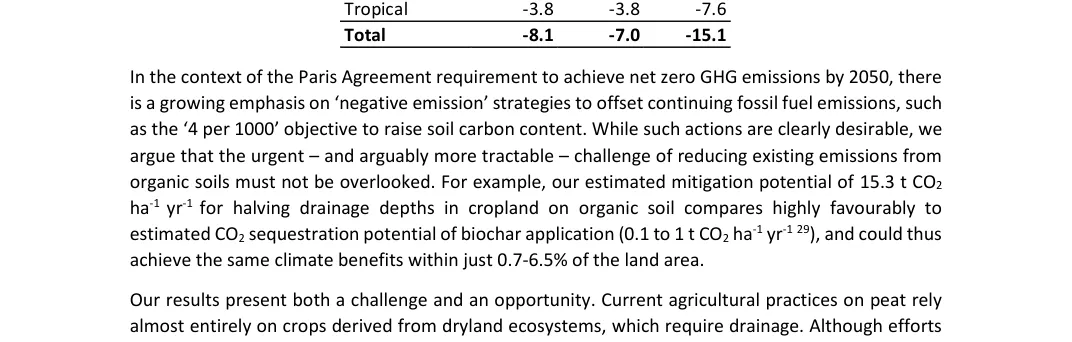 Tropical -3.8 -3.8 -7.6
Total -8.1 -7.0 -15.1
In the context of the Paris Agreement requirement to achieve net zero GHG emissions by 2050, there
is a growing emphasis on ‘negative emission’ strategies to offset continuing fossil fuel emissions, such
as the ‘4 per 1000’ objective to raise soil carbon content. While such actions are clearly desirable, we
argue that the urgent – and arguably more tractable – challenge of reducing existing emissions from
organic soils must not be overlooked. For example, our estimated mitigation potential of 15.3 t CO₂
ha⁻¹ yr⁻¹ for halving drainage depths in cropland on organic soil compares highly favourably to
estimated CO₂ sequestration potential of biochar application (0.1 to 1 t CO₂ ha⁻¹ yr⁻¹ ²⁹), and could thus
achieve the same climate benefits within just 0.7-6.5% of the land area.
Our results present both a challenge and an opportunity. Current agricultural practices on peat rely
almost entirely on crops derived from dryland ecosystems, which require drainage. Although efforts